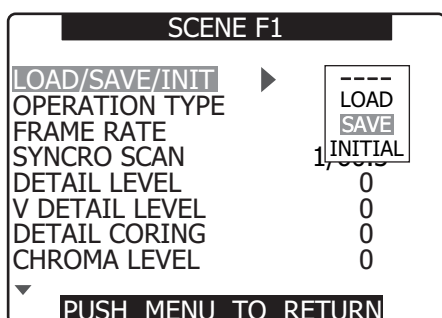 SCENE F1
LOAD/SAVE/INIT
----
LOAD
SAVE
INITIAL
OPERATION TYPE
FRAME RATE
SYNCRO SCAN
DETAIL LEVEL 0
V DETAIL LEVEL 0
DETAIL CORING 0
CHROMA LEVEL 0
PUSH MENU TO RETURN